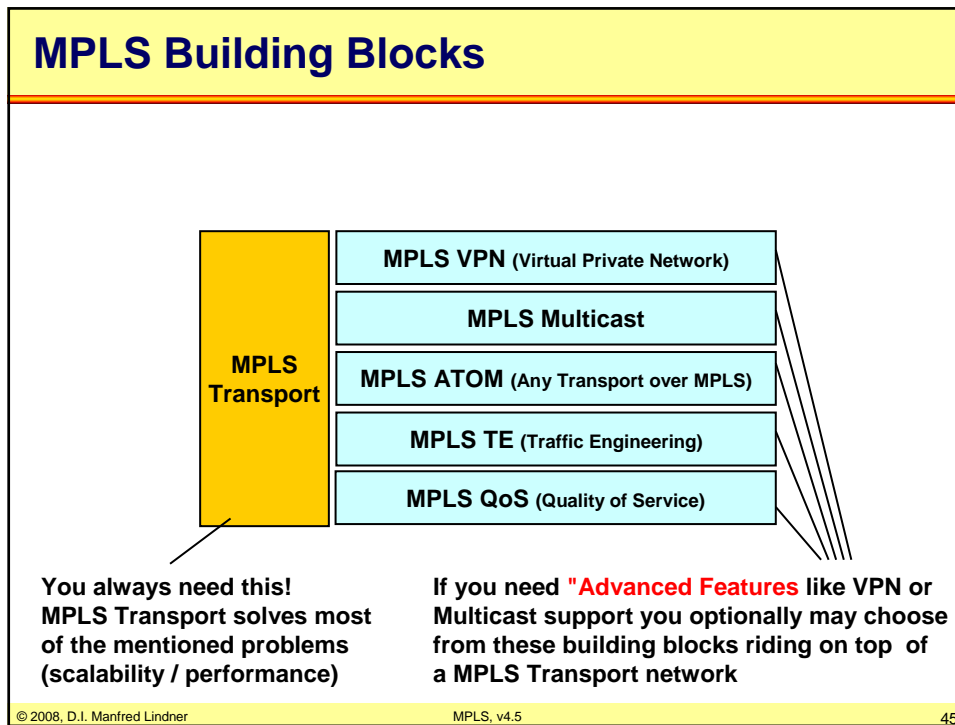 MPLS Building Blocks
MPLS
Transport
MPLS VPN (Virtual Private Network)
MPLS Multicast
MPLS ATOM (Any Transport over MPLS)
MPLS TE (Traffic Engineering)
MPLS QoS (Quality of Service)
You always need this!
MPLS Transport solves most
of the mentioned problems
(scalability / performance)
If you need "Advanced Features like VPN or
Multicast support you optionally may choose
from these building blocks riding on top of
a MPLS Transport network
© 2008, D.I. Manfred Lindner
MPLS, v4.5
45